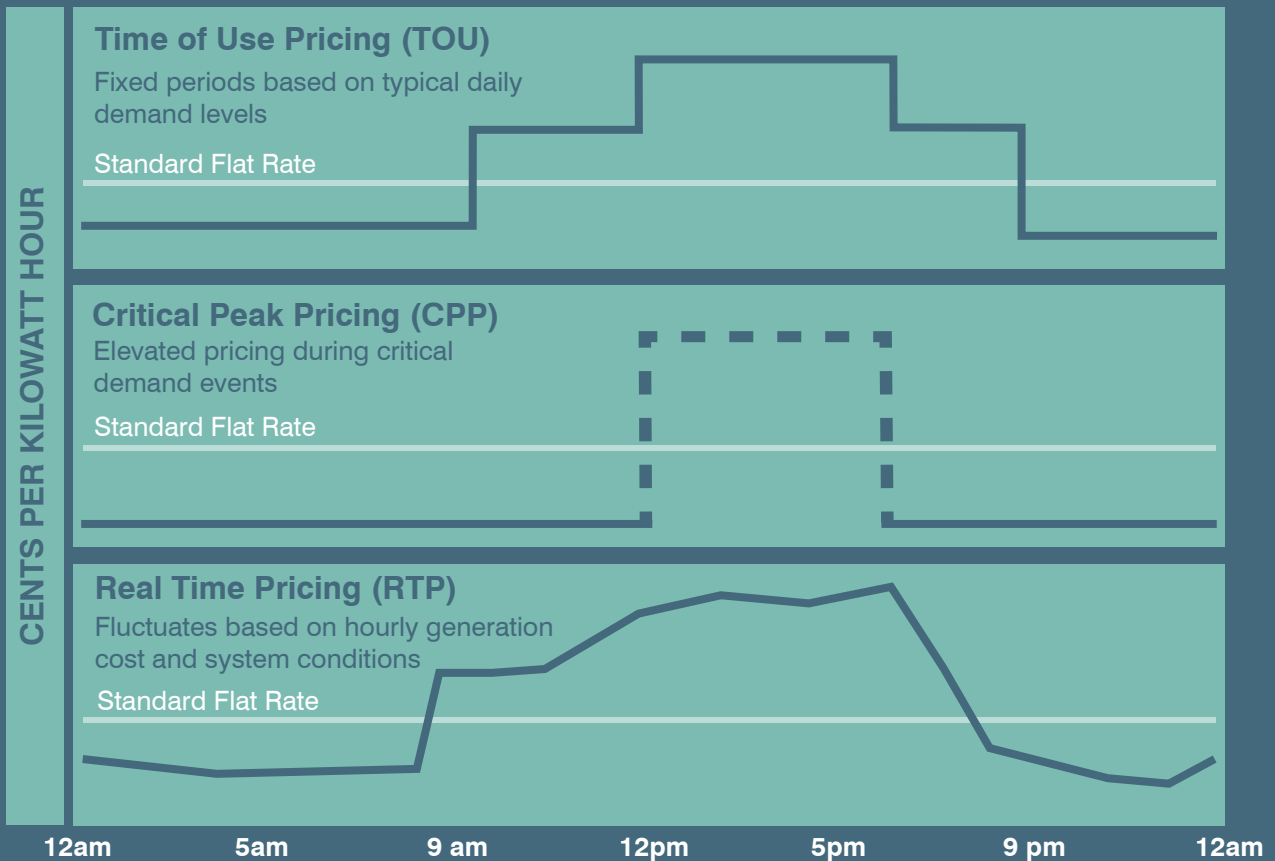 CENTS PER KILOWATT HOUR
Time of Use Pricing (TOU)
Fixed periods based on typical daily
demand levels
Standard Flat Rate
Critical Peak Pricing (CPP)
Elevated pricing during critical
demand events
Standard Flat Rate
Real Time Pricing (RTP)
Fluctuates based on hourly generation
cost and system conditions
Standard Flat Rate
12am 5am 9 am 12pm 5pm 9 pm 12am